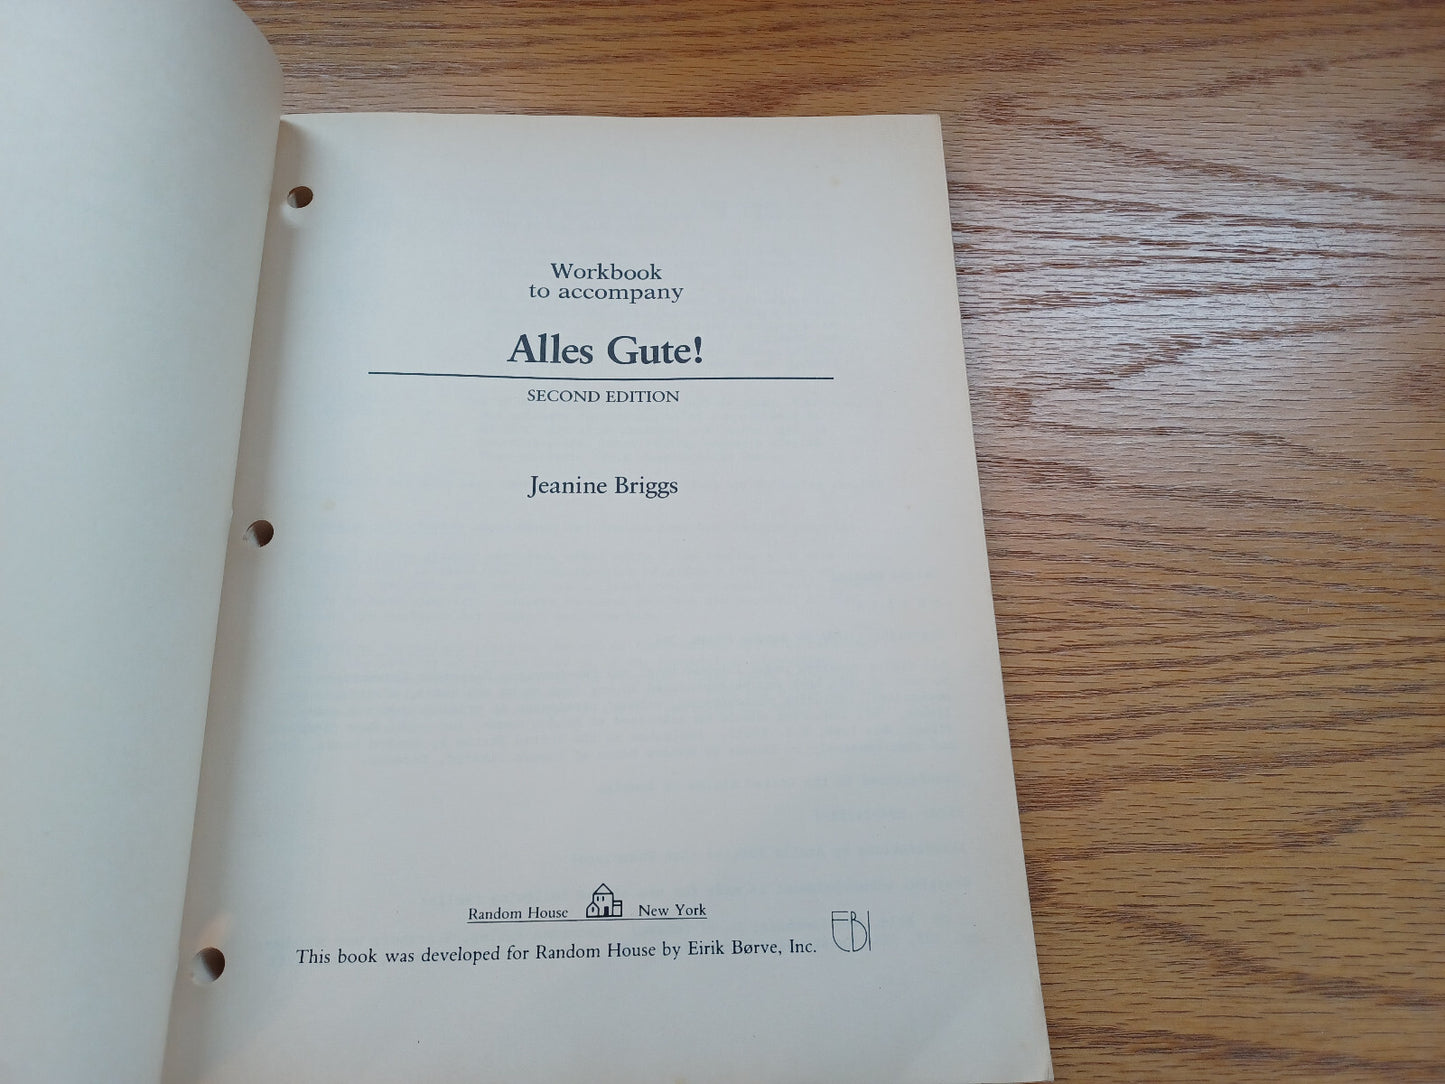 Workbook
to accompany
Alles Gute!
SECOND EDITION
Jeanine Briggs
Random House New York
This book was developed for Random House by Eirik Børve, Inc.
EBI